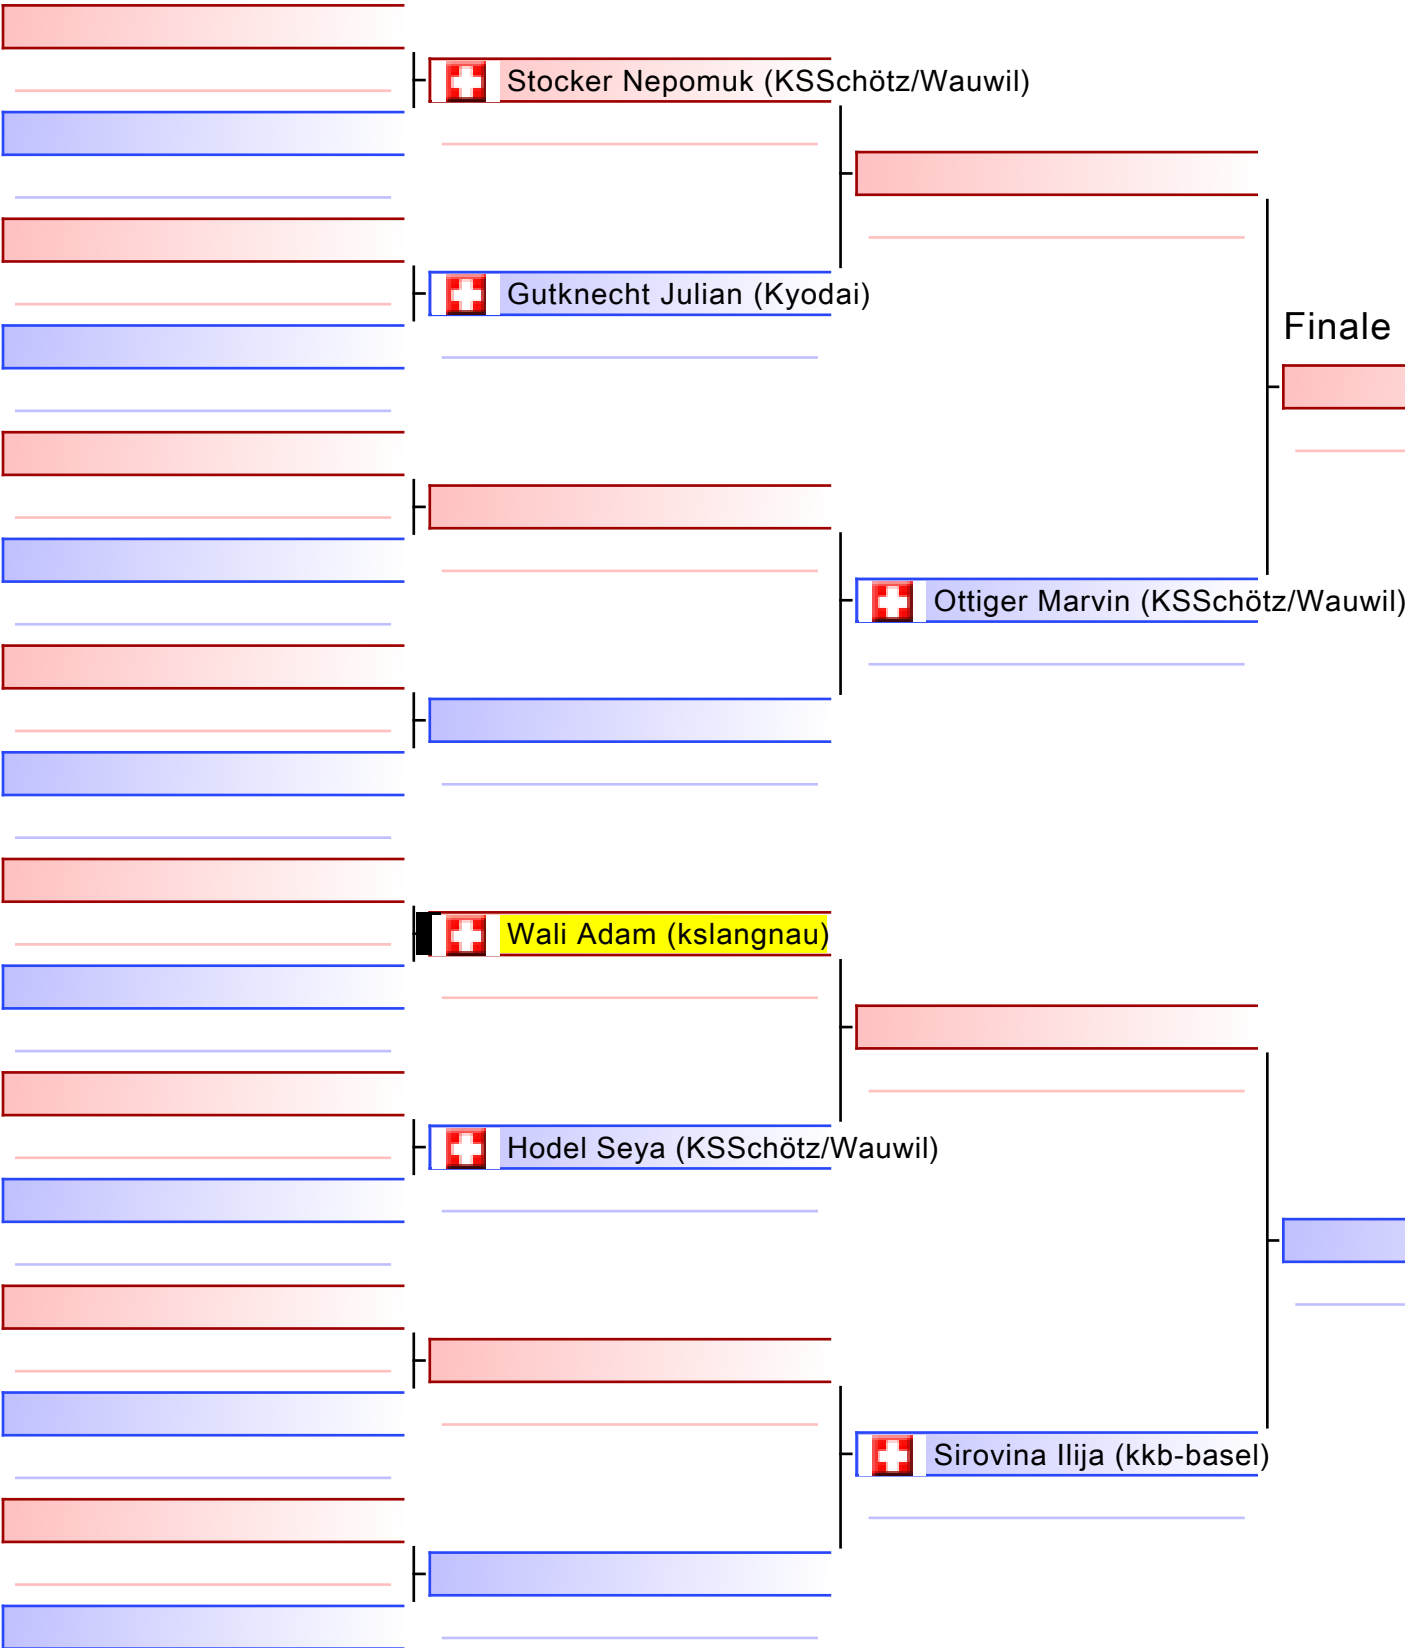 Stocker Nepomuk (KSSchötz/Wauwil)
Gutknecht Julian (Kyodai)
Finale
Ottiger Marvin (KSSchötz/Wauwil)
Wali Adam (kslangnau)
Hodel Seya (KSSchötz/Wauwil)
Sirovina Ilija (kkb-basel)